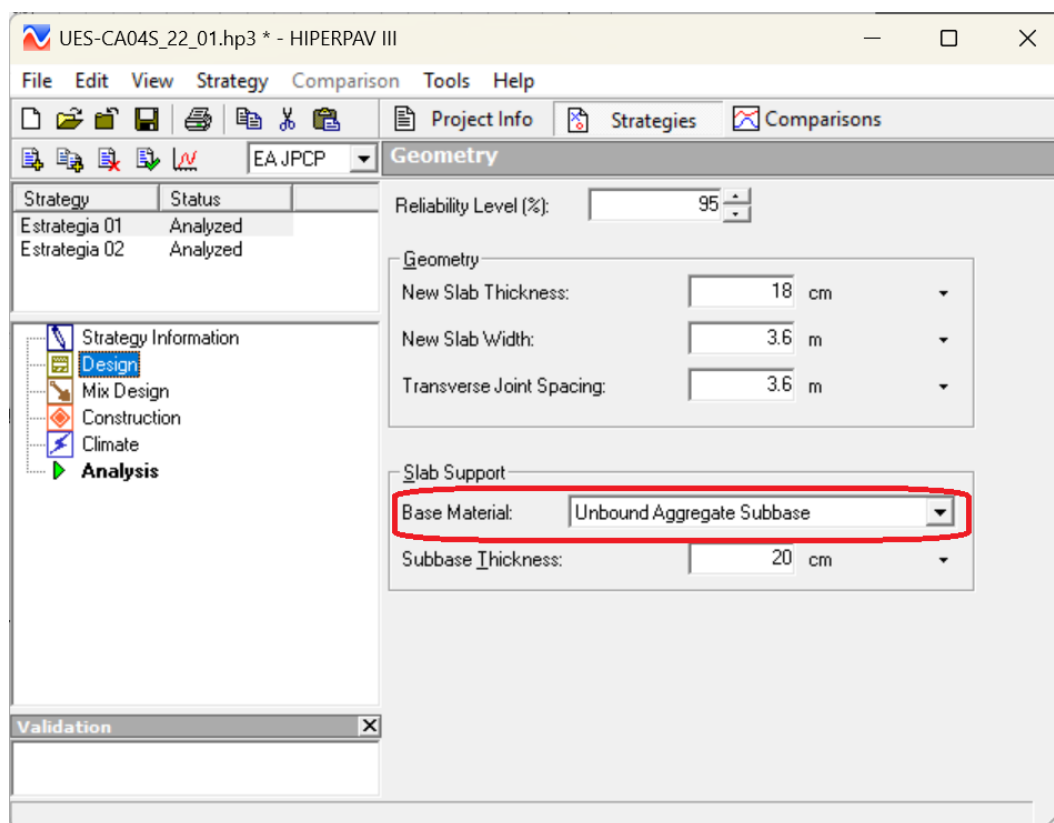 UES-CA04S_22_01.hp3 * - HIPERPAV III
File Edit View Strategy Comparison Tools Help
Project Info Strategies Comparisons
EA JPCP Geometry
Strategy Status
Estrategia 01 Analyzed
Estrategia 02 Analyzed
Strategy Information
Design
Mix Design
Construction
Climate
Analysis
Validation
Reliability Level (%): 95
Geometry
New Slab Thickness: 18 cm
New Slab Width: 3.6 m
Transverse Joint Spacing: 3.6 m
Slab Support
Base Material: Unbound Aggregate Subbase
Subbase Thickness: 20 cm